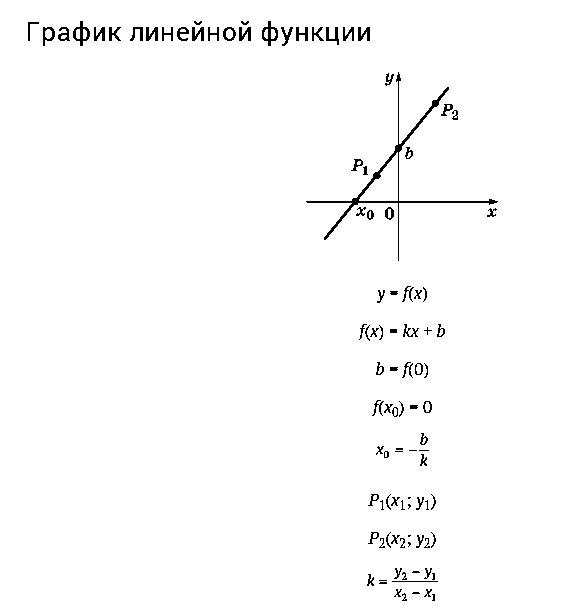 График линейной функции
y
P₂
b
P₁
x₀ 0 x
y = f(x)
f(x) = kx + b
b = f(0)
f(x₀) = 0
x₀ = −b/k
P₁(x₁; y₁)
P₂(x₂; y₂)
k = (y₂ − y₁)/(x₂ − x₁)